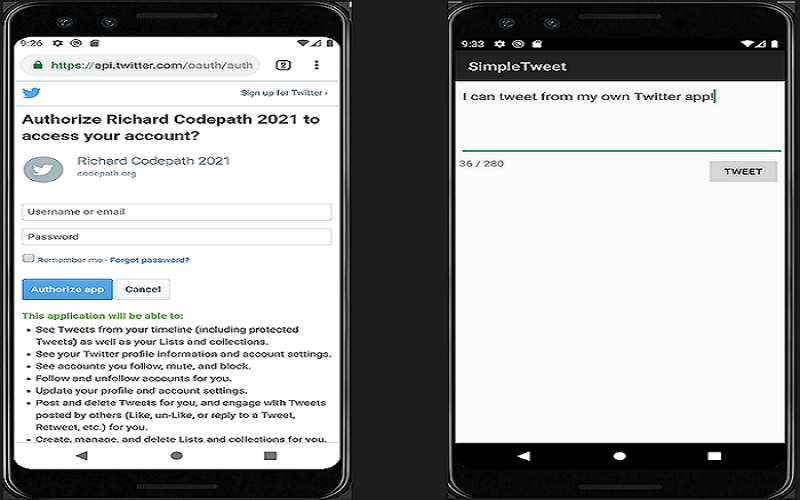 9:26
https://api.twitter.com/oauth/auth
2
Sign up for Twitter ›
Authorize Richard Codepath 2021 to
access your account?
Richard Codepath 2021
codepath.org
Username or email
Password
Remember me · Forgot password?
Authorize app
Cancel
This application will be able to:
• See Tweets from your timeline (including protected
Tweets) as well as your Lists and collections.
• See your Twitter profile information and account settings.
• See accounts you follow, mute, and block.
• Follow and unfollow accounts for you.
• Update your profile and account settings.
• Post and delete Tweets for you, and engage with Tweets
posted by others (Like, un-Like, or reply to a Tweet,
Retweet, etc.) for you.
• Create, manage, and delete Lists and collections for you.
9:33
SimpleTweet
I can tweet from my own Twitter app!
36 / 280
TWEET